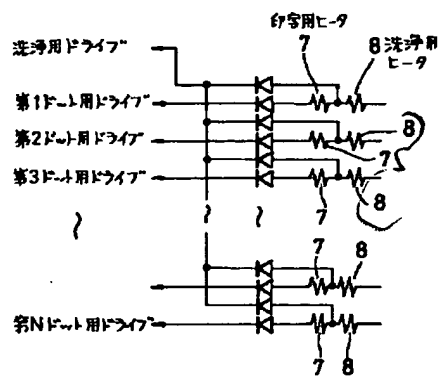 印字用ヒータ
7
8 洗浄用
ヒータ
洗浄用ドライブ
第1ドット用ドライブ
第2ドット用ドライブ
8
7
第3ドット用ドライブ
7
8
7
8
第Nドット用ドライブ
7
8